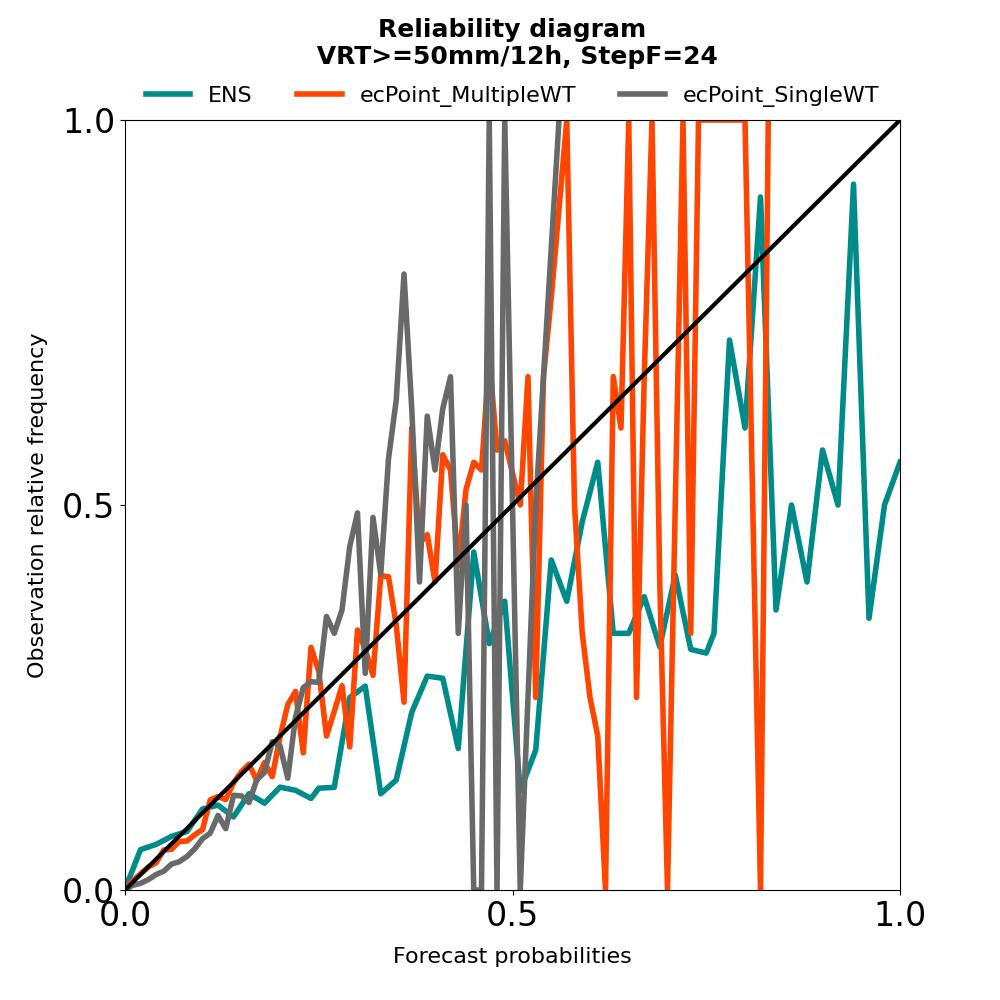 Reliability diagram
VRT>=50mm/12h, StepF=24
ENS ecPoint_MultipleWT ecPoint_SingleWT
1.0
0.5
0.0
Observation relative frequency
0.0 0.5 1.0
Forecast probabilities